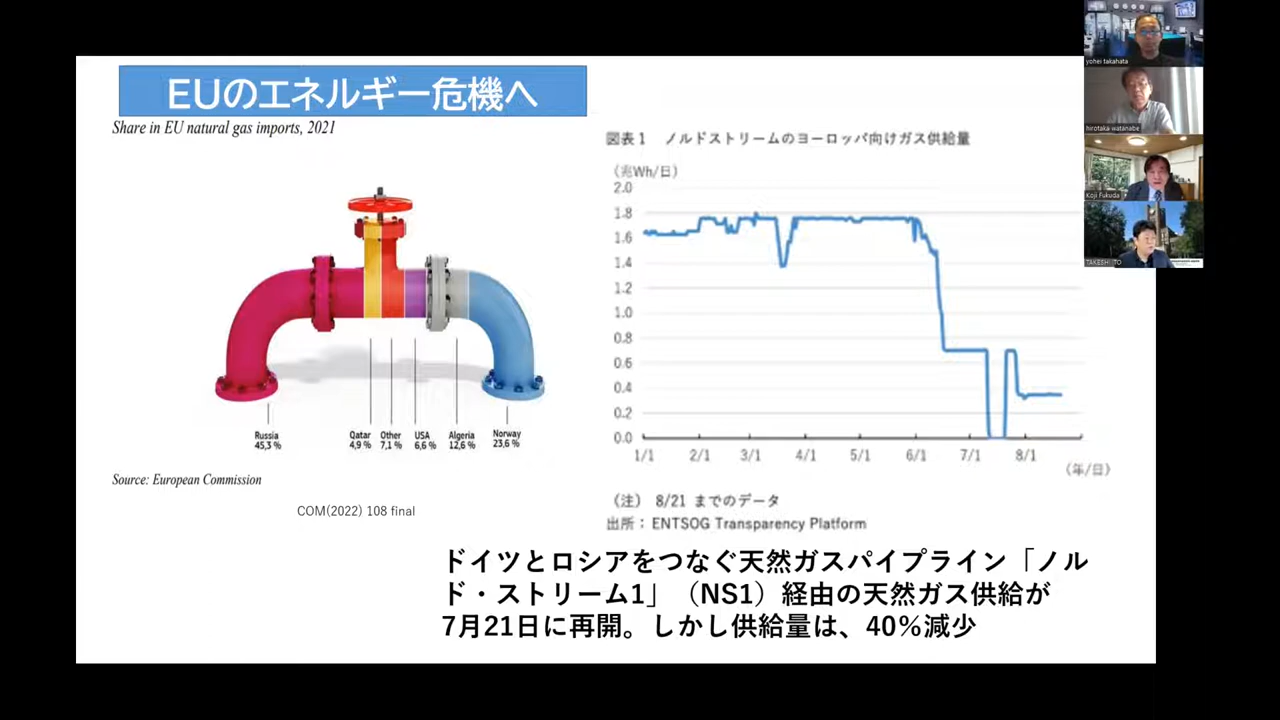 EUのエネルギー危機へ
Share in EU natural gas imports, 2021
Russia
45,3 %
Qatar
4,9 %
Other
7,1 %
USA
6,6 %
Algeria
12,6 %
Norway
23,6 %
Source: European Commission
COM(2022) 108 final
図表1 ノルドストリームのヨーロッパ向けガス供給量
(兆Wh/日)
2.0
1.8
1.6
1.4
1.2
1.0
0.8
0.6
0.4
0.2
0.0
1/1 2/1 3/1 4/1 5/1 6/1 7/1 8/1
(年/日)
(注) 8/21 までのデータ
出所：ENTSOG Transparency Platform
ドイツとロシアをつなぐ天然ガスパイプライン「ノル
ド・ストリーム1」（NS1）経由の天然ガス供給が
7月21日に再開。しかし供給量は、40%減少
yohei takahata
hirotaka watanabe
Koji Fukuda
TAKESHI ITO